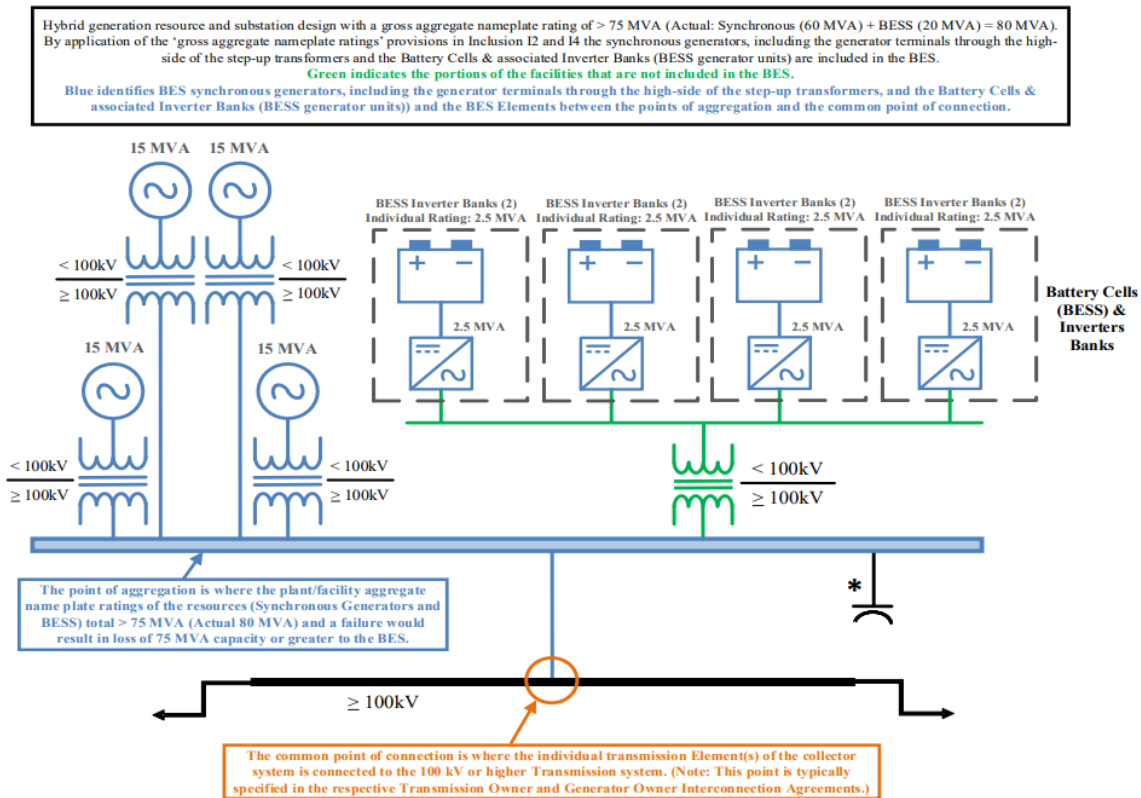 Hybrid generation resource and substation design with a gross aggregate nameplate rating of > 75 MVA (Actual: Synchronous (60 MVA) + BESS (20 MVA) = 80 MVA).
By application of the ‘gross aggregate nameplate ratings’ provisions in Inclusion I2 and I4 the synchronous generators, including the generator terminals through the high-
side of the step-up transformers and the Battery Cells & associated Inverter Banks (BESS generator units) are included in the BES.
Green indicates the portions of the facilities that are not included in the BES.
Blue identifies BES synchronous generators, including the generator terminals through the high-side of the step-up transformers, and the Battery Cells &
associated Inverter Banks (BESS generator units)) and the BES Elements between the points of aggregation and the common point of connection.
15 MVA
15 MVA
BESS Inverter Banks (2)
Individual Rating: 2.5 MVA
BESS Inverter Banks (2)
Individual Rating: 2.5 MVA
BESS Inverter Banks (2)
Individual Rating: 2.5 MVA
BESS Inverter Banks (2)
Individual Rating: 2.5 MVA
< 100kV
≥ 100kV
< 100kV
≥ 100kV
+ −
+ −
+ −
+ −
Battery Cells
(BESS) &
Inverters
Banks
2.5 MVA
2.5 MVA
2.5 MVA
2.5 MVA
15 MVA
15 MVA
< 100kV
≥ 100kV
< 100kV
≥ 100kV
< 100kV
≥ 100kV
The point of aggregation is where the plant/facility aggregate
name plate ratings of the resources (Synchronous Generators and
BESS) total > 75 MVA (Actual 80 MVA) and a failure would
result in loss of 75 MVA capacity or greater to the BES.
*
≥ 100kV
The common point of connection is where the individual transmission Element(s) of the collector
system is connected to the 100 kV or higher Transmission system. (Note: This point is typically
specified in the respective Transmission Owner and Generator Owner Interconnection Agreements.)